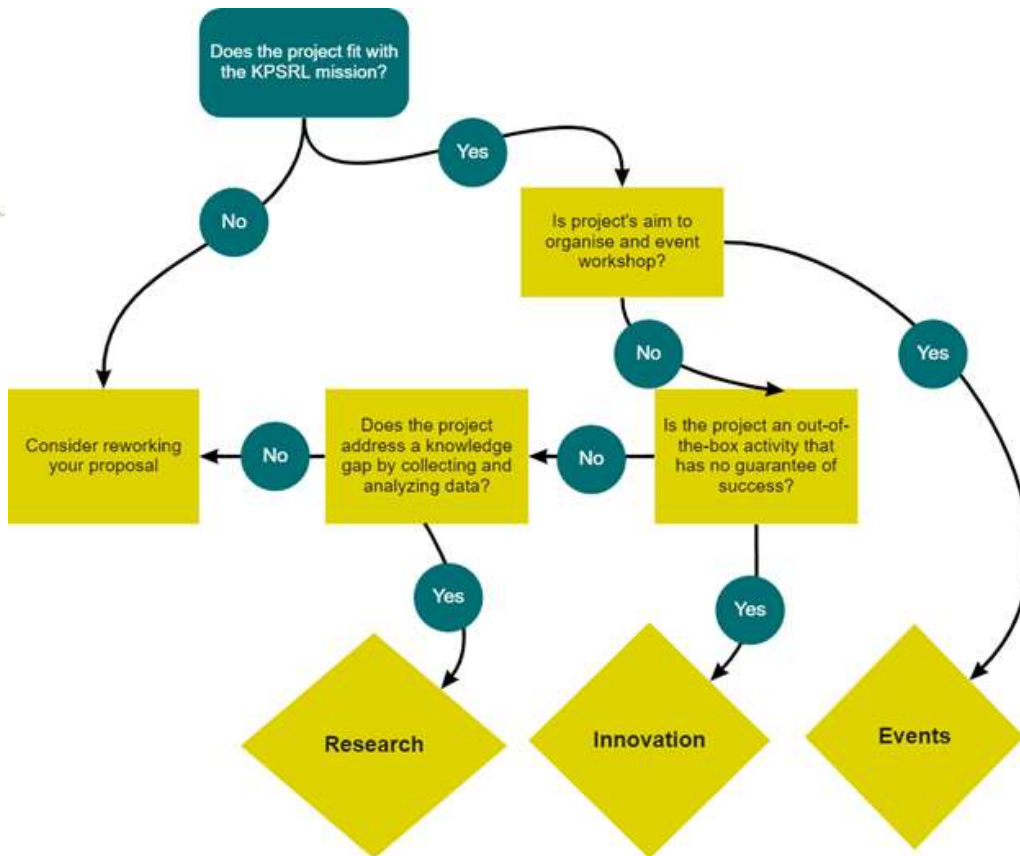 Does the project fit with
the KPSRL mission?
Yes
No
Is project's aim to
organise and event
workshop?
No
Yes
Consider reworking
your proposal
No
Does the project
address a knowledge
gap by collecting and
analyzing data?
No
Is the project an out-of-
the-box activity that
has no guarantee of
success?
Yes
Yes
Research
Innovation
Events